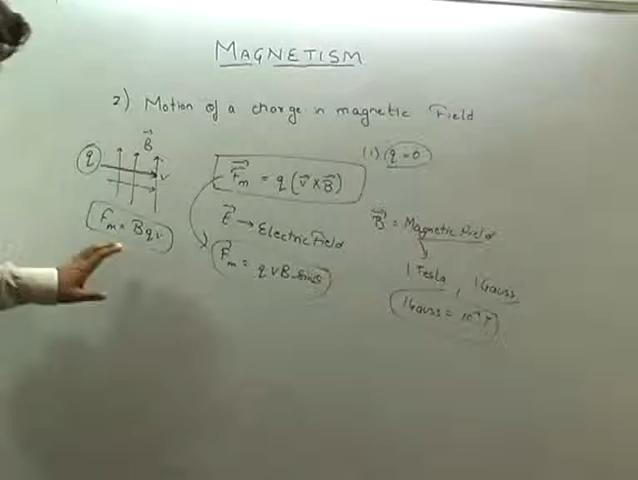 MAGNETISM
2) Motion of a charge in magnetic Field
q
B⃗
v
Fm = Bqv
F⃗m = q(v⃗×B⃗)
E⃗ → Electric Field
F⃗m = qvB sinθ
(1) q=0
B⃗ = Magnetic Field
1 Tesla, 1 Gauss
1 Gauss = 10⁻⁴ T